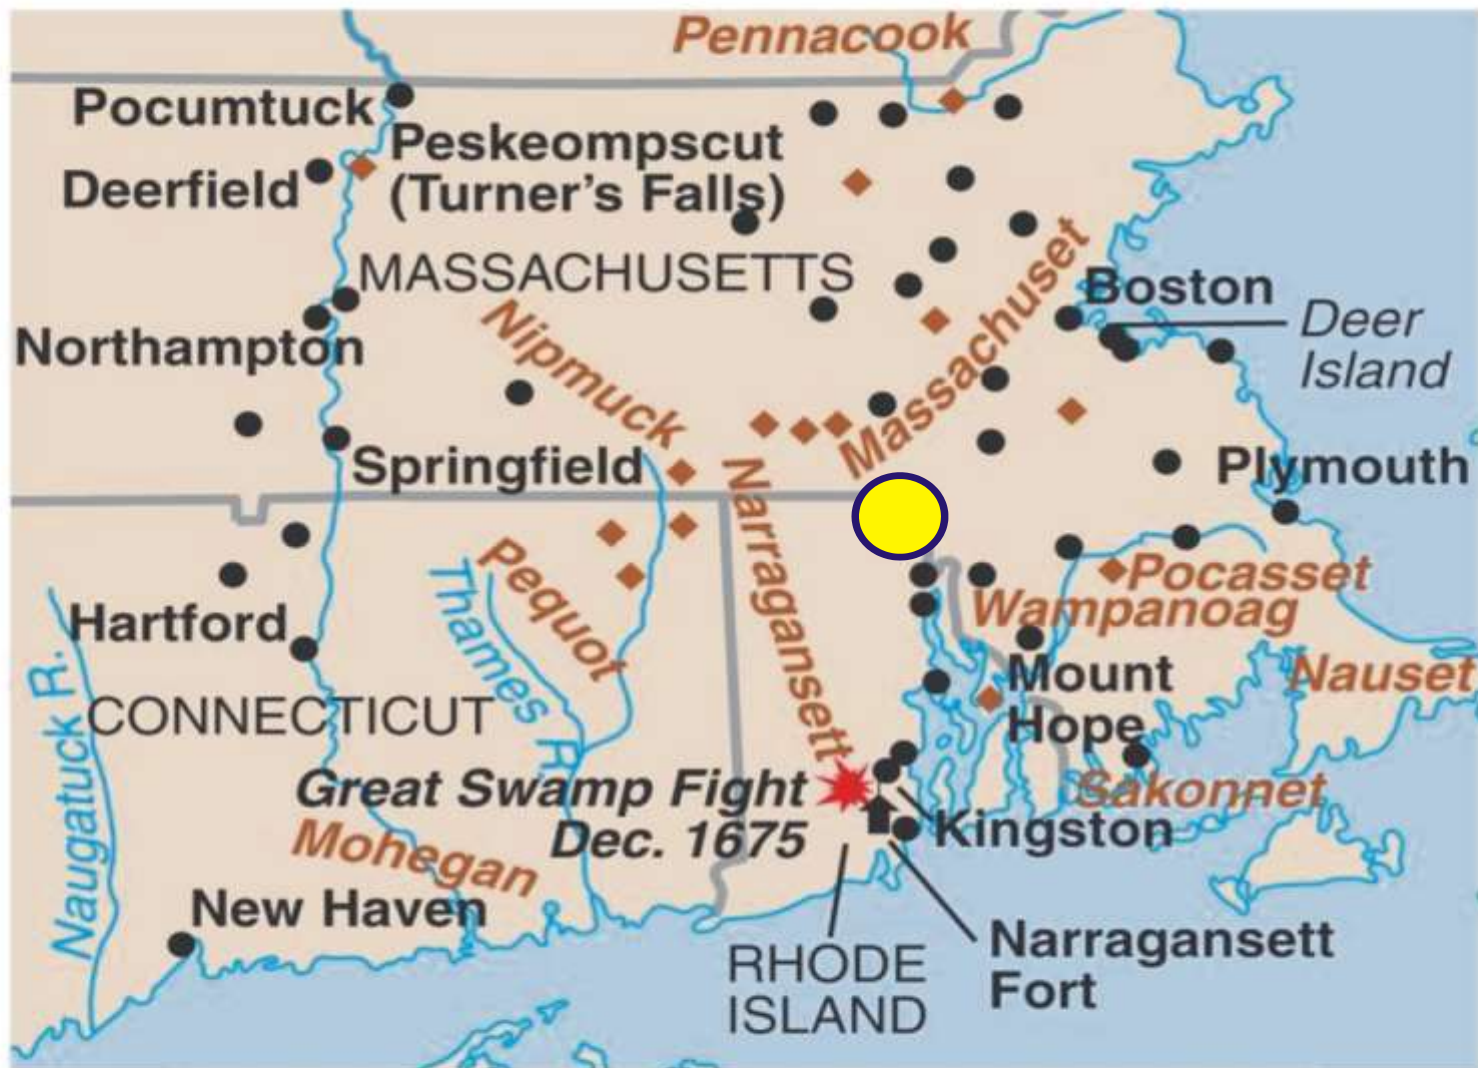 Pennacook
Pocumtuck
Peskeompscut
(Turner's Falls)
Deerfield
MASSACHUSETTS
Massachuset
Boston
Deer
Island
Nipmuck
Northampton
Springfield
Plymouth
Narragansett
Pequot
Thames R.
Pocasset
Wampanoag
Hartford
Naugatuck R.
CONNECTICUT
Mount
Hope
Nauset
Great Swamp Fight
Dec. 1675
Sakonnet
Kingston
Mohegan
New Haven
RHODE
ISLAND
Narragansett
Fort